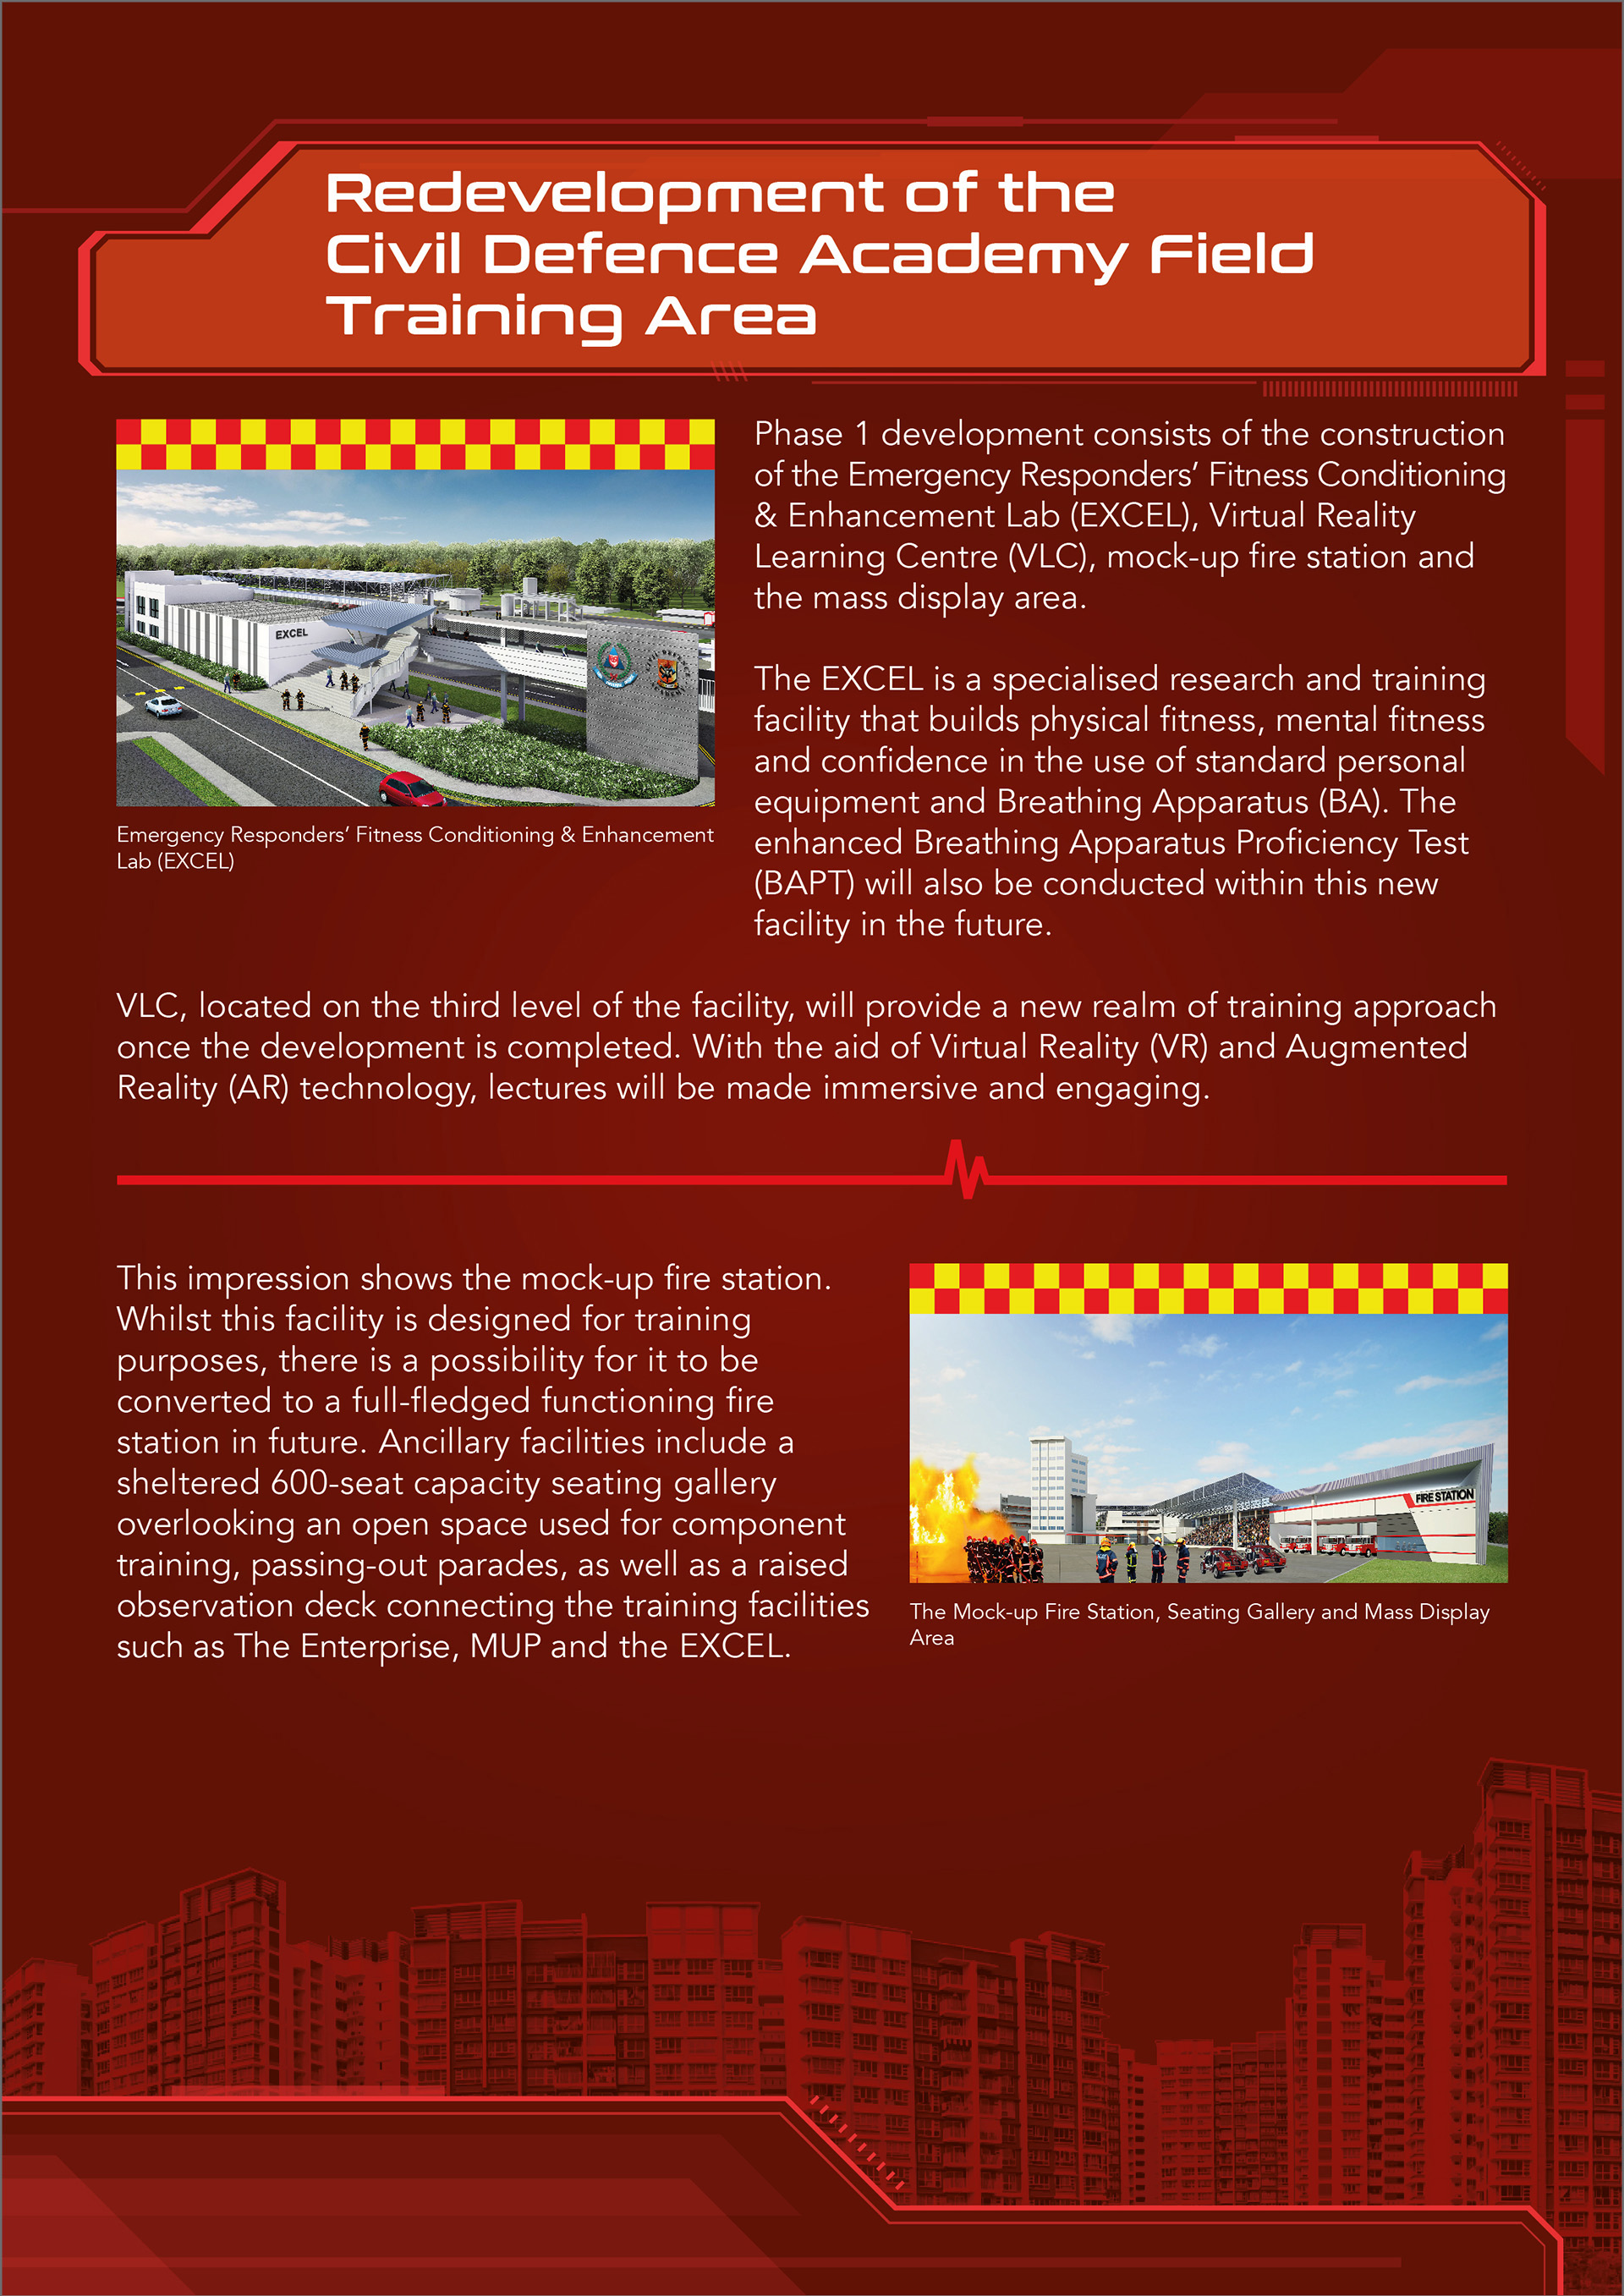 Redevelopment of the
Civil Defence Academy Field
Training Area
EXCEL
Emergency Responders’ Fitness Conditioning & Enhancement
Lab (EXCEL)
Phase 1 development consists of the construction
of the Emergency Responders’ Fitness Conditioning
& Enhancement Lab (EXCEL), Virtual Reality
Learning Centre (VLC), mock-up fire station and
the mass display area.
The EXCEL is a specialised research and training
facility that builds physical fitness, mental fitness
and confidence in the use of standard personal
equipment and Breathing Apparatus (BA). The
enhanced Breathing Apparatus Proficiency Test
(BAPT) will also be conducted within this new
facility in the future.
VLC, located on the third level of the facility, will provide a new realm of training approach
once the development is completed. With the aid of Virtual Reality (VR) and Augmented
Reality (AR) technology, lectures will be made immersive and engaging.
This impression shows the mock-up fire station.
Whilst this facility is designed for training
purposes, there is a possibility for it to be
converted to a full-fledged functioning fire
station in future. Ancillary facilities include a
sheltered 600-seat capacity seating gallery
overlooking an open space used for component
training, passing-out parades, as well as a raised
observation deck connecting the training facilities
such as The Enterprise, MUP and the EXCEL.
FIRE STATION
The Mock-up Fire Station, Seating Gallery and Mass Display
Area